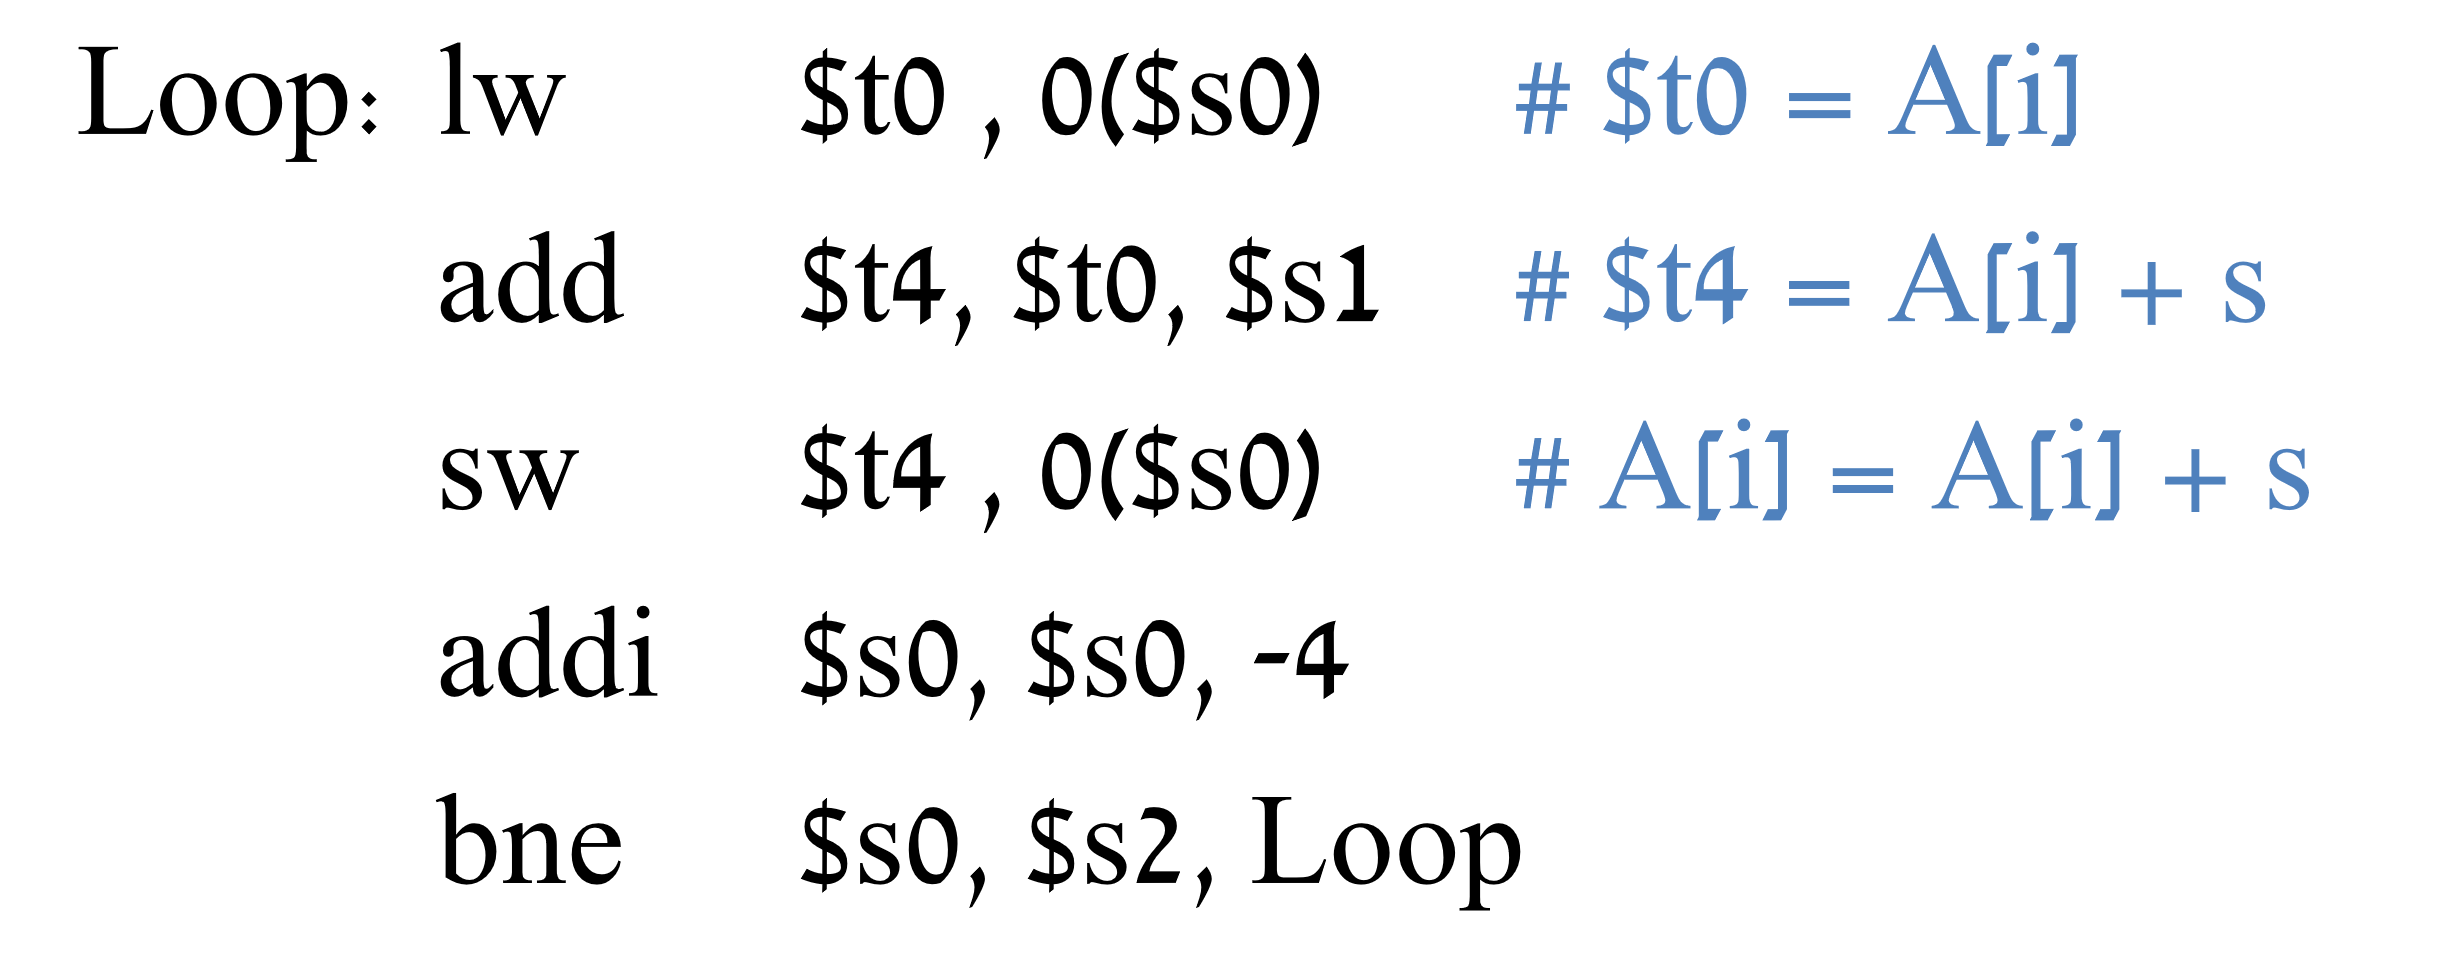 Loop: lw $t0 , 0($s0) # $t0 = A[i]
add $t4, $t0, $s1 # $t4 = A[i] + s
sw $t4 , 0($s0) # A[i] = A[i] + s
addi $s0, $s0, -4
bne $s0, $s2, Loop